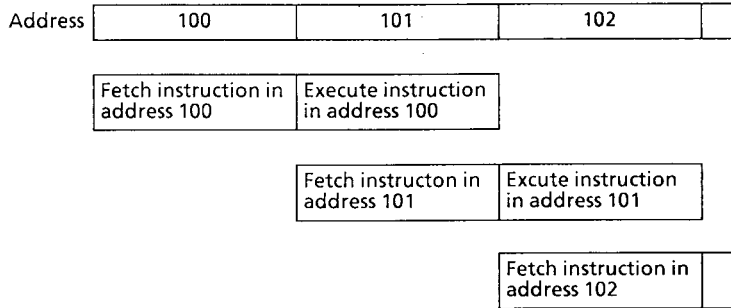 Address 100 101 102
Fetch instruction in Execute instruction
address 100 in address 100
Fetch instructon in Excute instruction
address 101 in address 101
Fetch instruction in
address 102